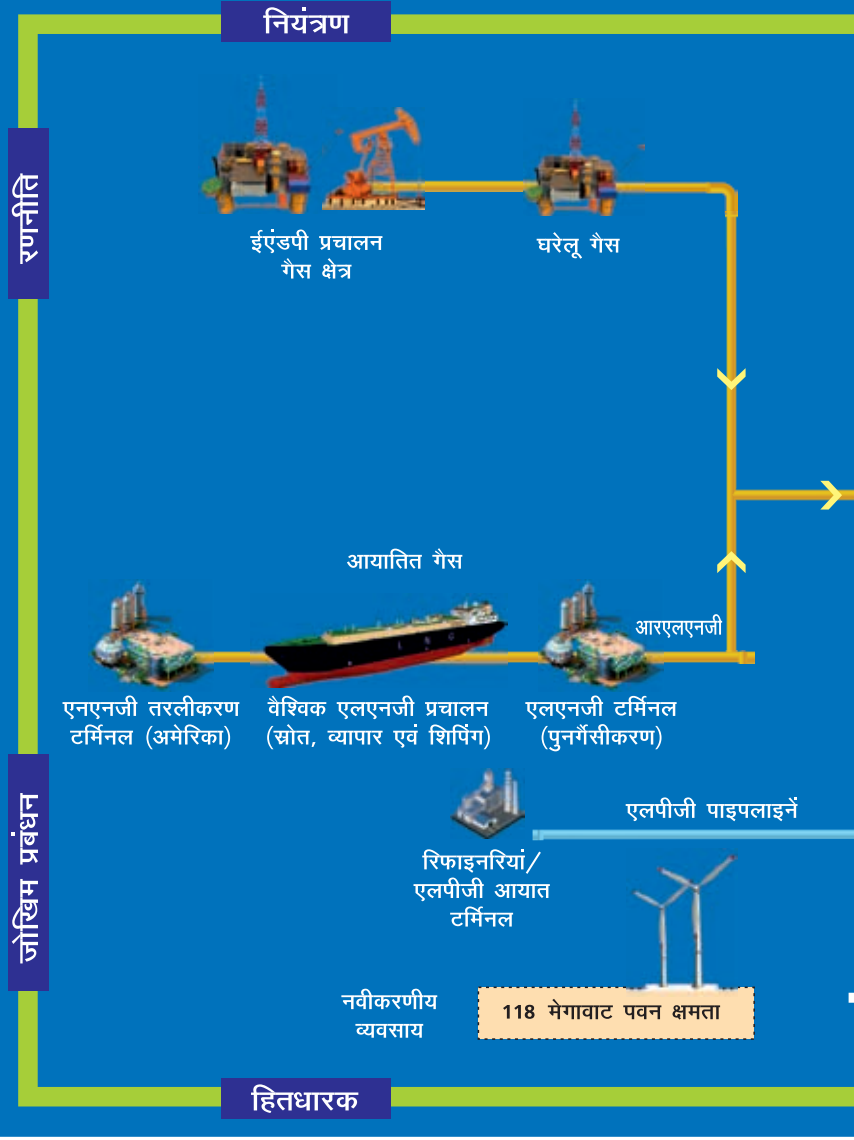 नियंत्रण
रणनीति
ईएंडपी प्रचालन
गैस क्षेत्र
घरेलू गैस
आयातित गैस
आरएलएनजी
एनएनजी तरलीकरण
टर्मिनल (अमेरिका)
वैश्विक एलएनजी प्रचालन
(स्रोत, व्यापार एवं शिपिंग)
एलएनजी टर्मिनल
(पुनर्गैसीकरण)
जोखिम प्रबंधन
एलपीजी पाइपलाइनें
रिफाइनरियां/
एलपीजी आयात
टर्मिनल
नवीकरणीय
व्यवसाय
118 मेगावाट पवन क्षमता
हितधारक